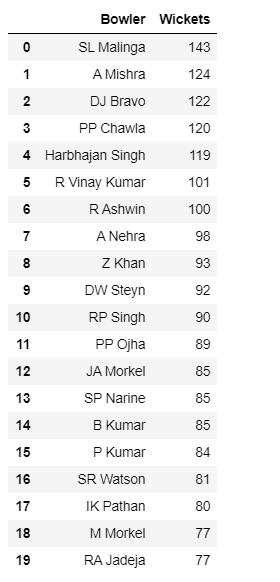 Bowler Wickets
0 SL Malinga 143
1 A Mishra 124
2 DJ Bravo 122
3 PP Chawla 120
4 Harbhajan Singh 119
5 R Vinay Kumar 101
6 R Ashwin 100
7 A Nehra 98
8 Z Khan 93
9 DW Steyn 92
10 RP Singh 90
11 PP Ojha 89
12 JA Morkel 85
13 SP Narine 85
14 B Kumar 85
15 P Kumar 84
16 SR Watson 81
17 IK Pathan 80
18 M Morkel 77
19 RA Jadeja 77